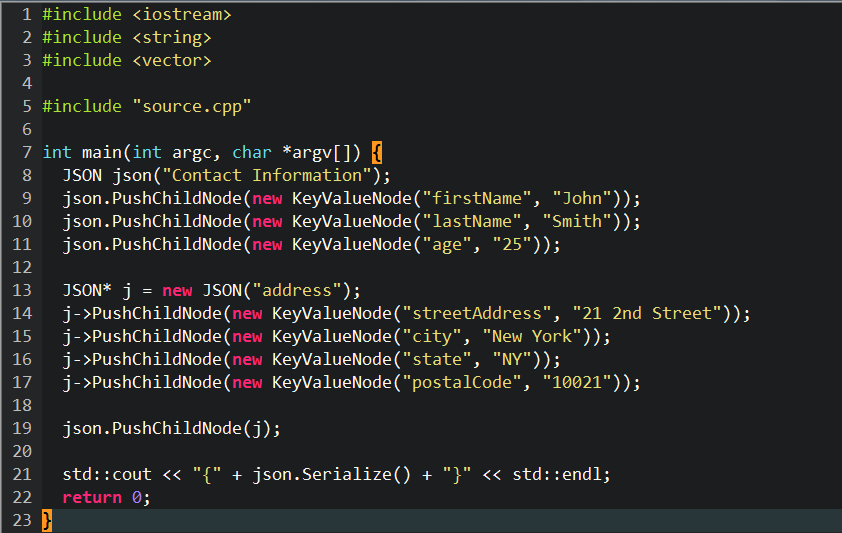 1 #include <iostream>
2 #include <string>
3 #include <vector>
4
5 #include "source.cpp"
6
7 int main(int argc, char *argv[]) {
8   JSON json("Contact Information");
9   json.PushChildNode(new KeyValueNode("firstName", "John"));
10   json.PushChildNode(new KeyValueNode("lastName", "Smith"));
11   json.PushChildNode(new KeyValueNode("age", "25"));
12
13   JSON* j = new JSON("address");
14   j->PushChildNode(new KeyValueNode("streetAddress", "21 2nd Street"));
15   j->PushChildNode(new KeyValueNode("city", "New York"));
16   j->PushChildNode(new KeyValueNode("state", "NY"));
17   j->PushChildNode(new KeyValueNode("postalCode", "10021"));
18
19   json.PushChildNode(j);
20
21   std::cout << "{" + json.Serialize() + "}" << std::endl;
22   return 0;
23 }